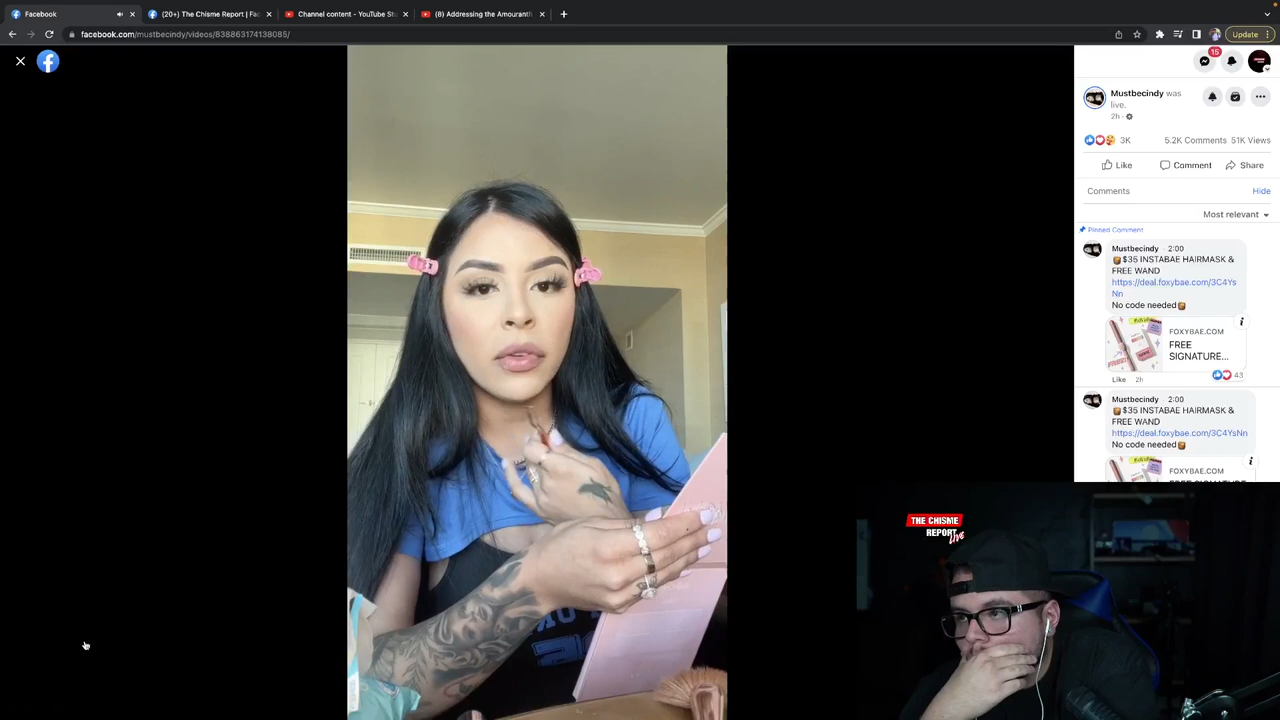 Facebook
(20+) The Chisme Report | Fac
Channel content - YouTube St
(8) Addressing the Amouranth
facebook.com/mustbecindy/videos/838863174138085/
Update
15
Mustbecindy was
live.
2h
3K
5.2K Comments 51K Views
Like
Comment
Share
Comments
Hide
Most relevant
Pinned Comment
Mustbecindy · 2:00
$35 INSTABAE HAIRMASK &
FREE WAND
https://deal.foxybae.com/3C4Ys
Nn
No code needed
FOXYBAE.COM
FREE
SIGNATURE...
43
Like 2h
Mustbecindy · 2:00
$35 INSTABAE HAIRMASK &
FREE WAND
https://deal.foxybae.com/3C4YsNn
No code needed
FOXYBAE.COM
THE CHISME
REPORT Live